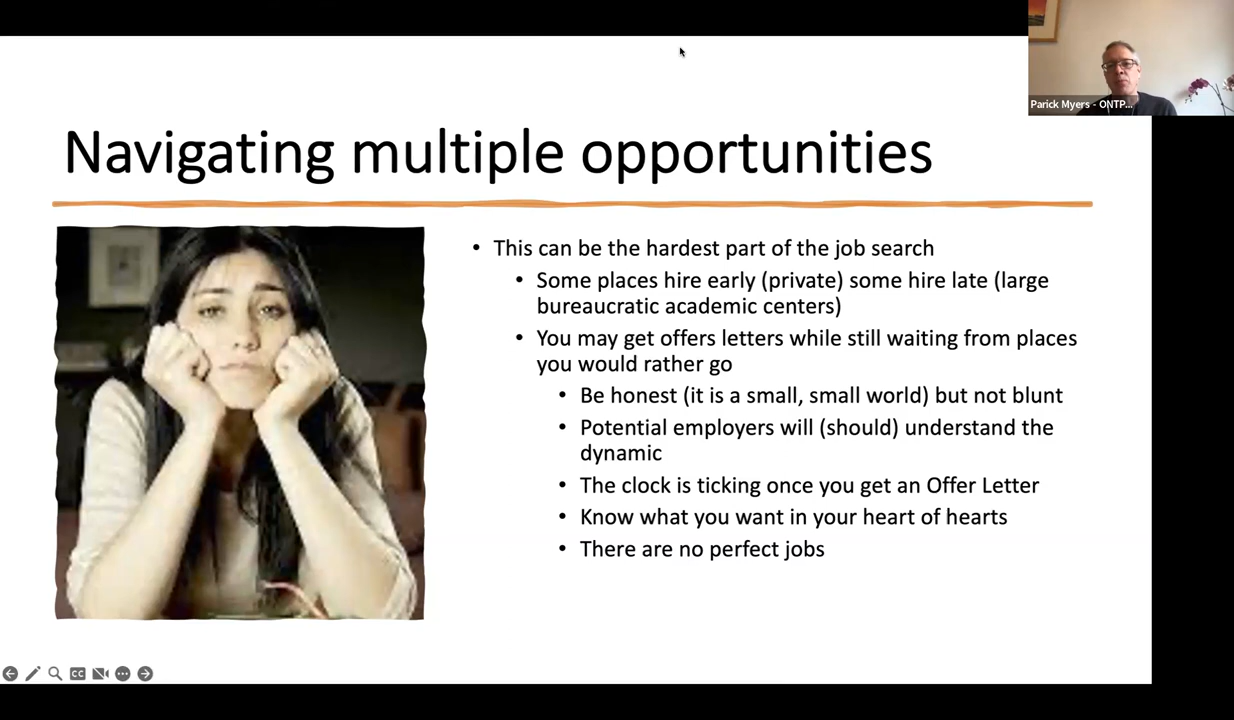 Parick Myers - ONTP...
Navigating multiple opportunities
• This can be the hardest part of the job search
• Some places hire early (private) some hire late (large
bureaucratic academic centers)
• You may get offers letters while still waiting from places
you would rather go
• Be honest (it is a small, small world) but not blunt
• Potential employers will (should) understand the
dynamic
• The clock is ticking once you get an Offer Letter
• Know what you want in your heart of hearts
• There are no perfect jobs
CC